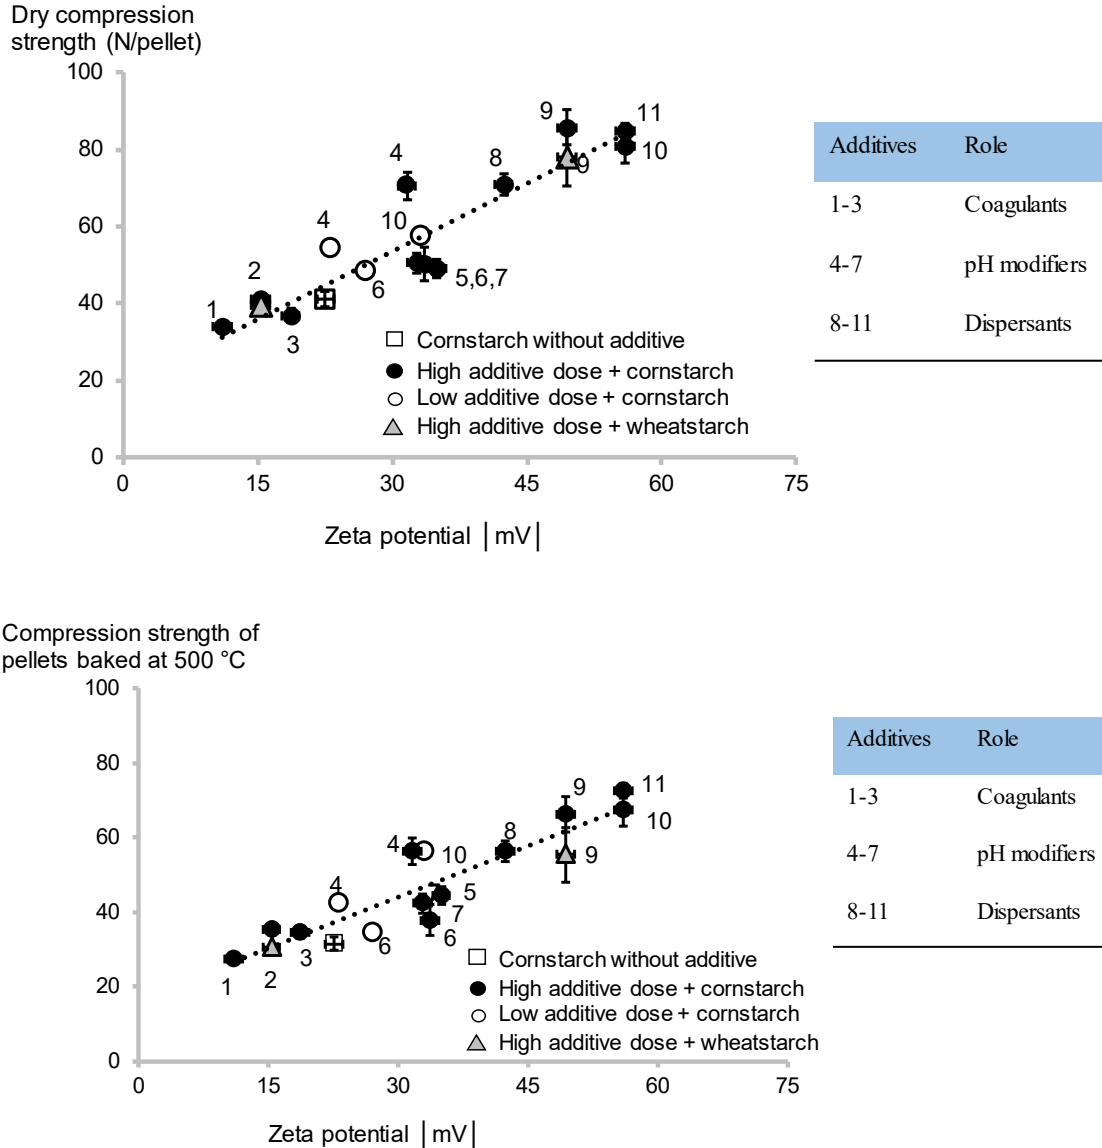 Dry compression
strength (N/pellet)
100
80
60
40
20
0
0 15 30 45 60 75
1
2
3
4
4
10
6
5,6,7
8
9
9
11
10
Cornstarch without additive
High additive dose + cornstarch
Low additive dose + cornstarch
High additive dose + wheatstarch
Zeta potential │mV│
Additives Role
1-3 Coagulants
4-7 pH modifiers
8-11 Dispersants
Compression strength of
pellets baked at 500 °C
100
80
60
40
20
0
0 15 30 45 60 75
1
2
3
4
4
10
6
5
7
6
8
9
9
11
10
Cornstarch without additive
High additive dose + cornstarch
Low additive dose + cornstarch
High additive dose + wheatstarch
Zeta potential │mV│
Additives Role
1-3 Coagulants
4-7 pH modifiers
8-11 Dispersants